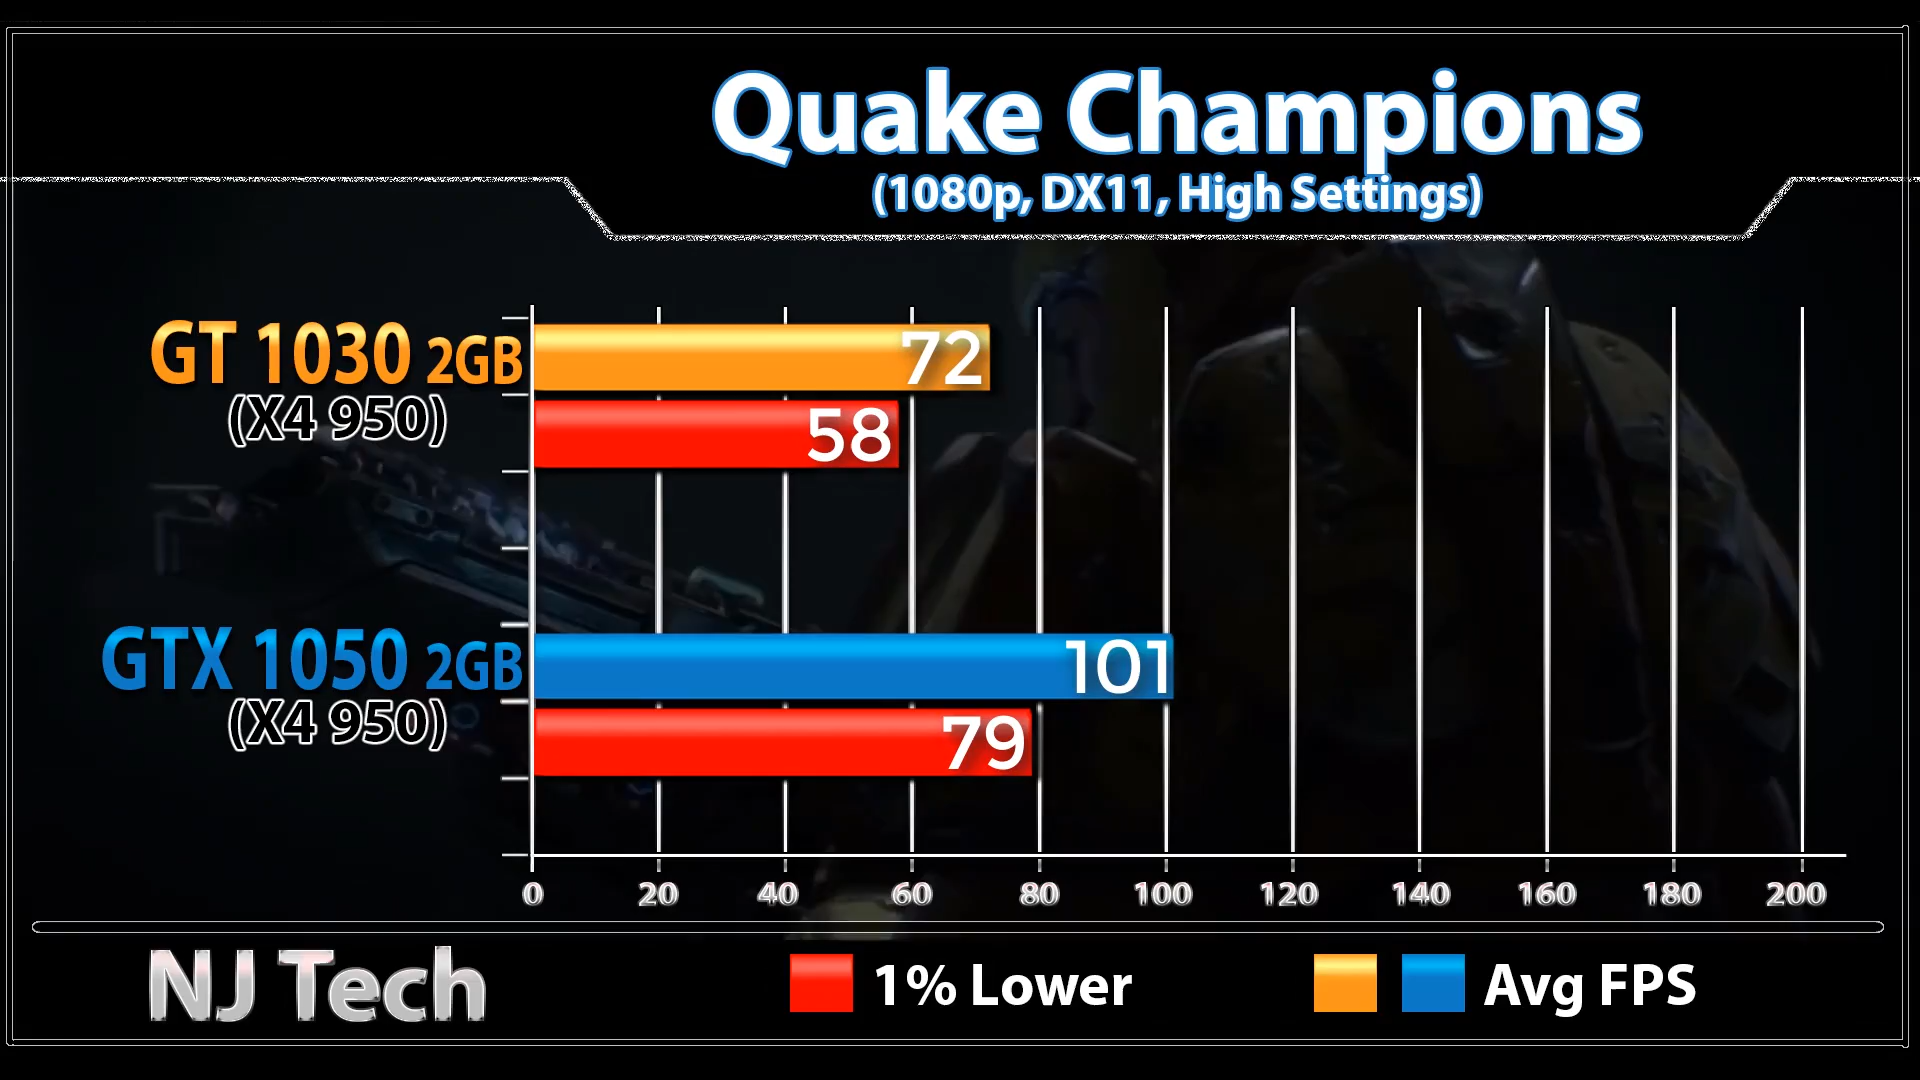 Quake Champions
(1080p, DX11, High Settings)
GT 1030 2GB
(X4 950)
72
58
GTX 1050 2GB
(X4 950)
101
79
0 20 40 60 80 100 120 140 160 180 200
NJ Tech
1% Lower
Avg FPS